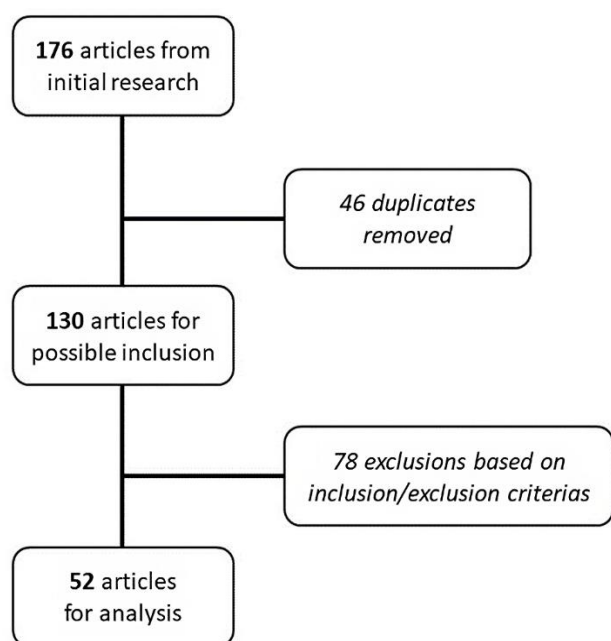 176 articles from
initial research
46 duplicates
removed
130 articles for
possible inclusion
78 exclusions based on
inclusion/exclusion criterias
52 articles
for analysis